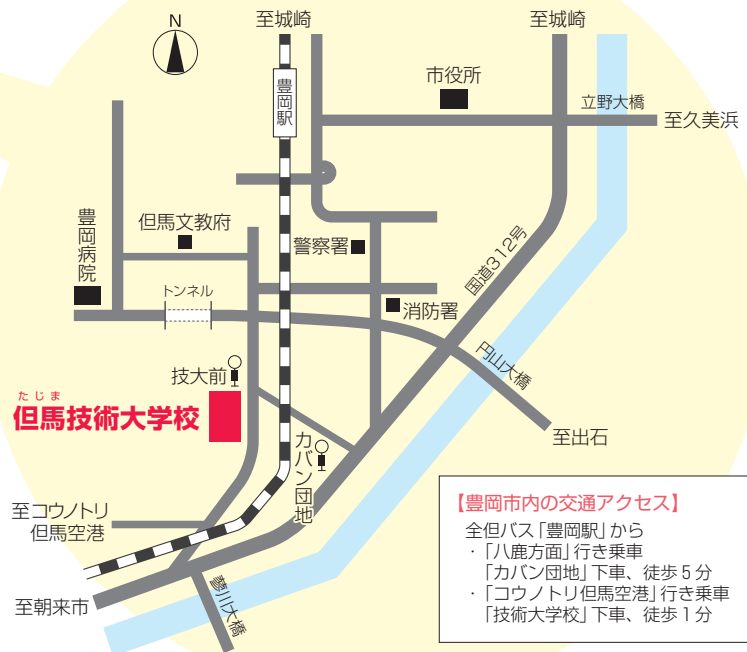 N
至城崎
至城崎
豊岡駅
市役所
立野大橋
至久美浜
豊岡病院
但馬文教府
警察署
国道312号
トンネル
消防署
円山大橋
技大前
たじま
但馬技術大学校
カバン団地
至出石
至コウノトリ
但馬空港
至朝来市
鶴川大橋
【豊岡市内の交通アクセス】
全但バス「豊岡駅」から
・「八鹿方面」行き乗車
「カバン団地」下車、徒歩5分
・「コウノトリ但馬空港」行き乗車
「技術大学校」下車、徒歩1分